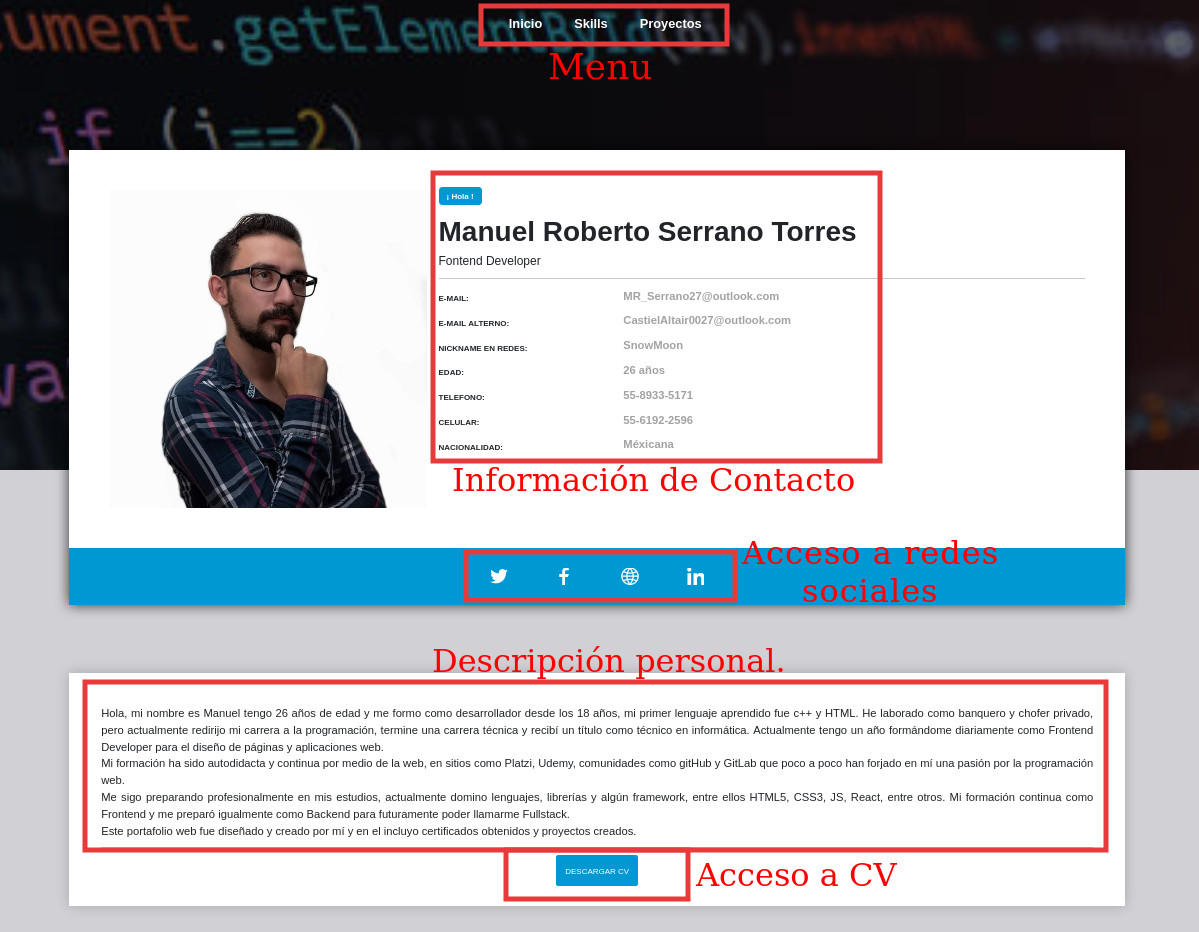 ument.getElementById(div).innerHTML
Inicio Skills Proyectos
Menu
if (i==2)
va
¡ Hola !
Manuel Roberto Serrano Torres
Fontend Developer
E-MAIL: MR_Serrano27@outlook.com
E-MAIL ALTERNO: CastielAltair0027@outlook.com
NICKNAME EN REDES: SnowMoon
EDAD: 26 años
TELEFONO: 55-8933-5171
CELULAR: 55-6192-2596
NACIONALIDAD: Méxicana
Información de Contacto
Acceso a redes
sociales
Descripción personal.
Hola, mi nombre es Manuel tengo 26 años de edad y me formo como desarrollador desde los 18 años, mi primer lenguaje aprendido fue c++ y HTML. He laborado como banquero y chofer privado,
pero actualmente redirijo mi carrera a la programación, termine una carrera técnica y recibí un título como técnico en informática. Actualmente tengo un año formándome diariamente como Frontend
Developer para el diseño de páginas y aplicaciones web.
Mi formación ha sido autodidacta y continua por medio de la web, en sitios como Platzi, Udemy, comunidades como gitHub y GitLab que poco a poco han forjado en mí una pasión por la programación
web.
Me sigo preparando profesionalmente en mis estudios, actualmente domino lenguajes, librerías y algún framework, entre ellos HTML5, CSS3, JS, React, entre otros. Mi formación continua como
Frontend y me preparó igualmente como Backend para futuramente poder llamarme Fullstack.
Este portafolio web fue diseñado y creado por mí y en el incluyo certificados obtenidos y proyectos creados.
DESCARGAR CV
Acceso a CV